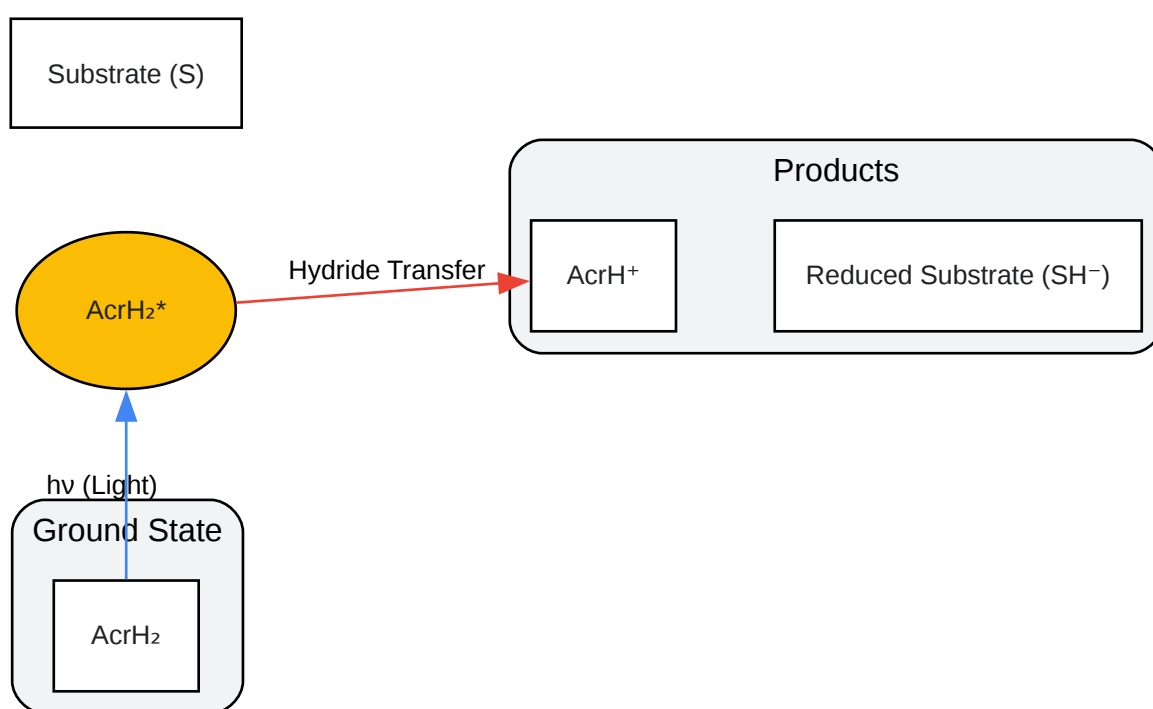 Substrate (S)
Products
Hydride Transfer
AcrH⁺
Reduced Substrate (SH⁻)
AcrH₂*
hν (Light)
Ground State
AcrH₂